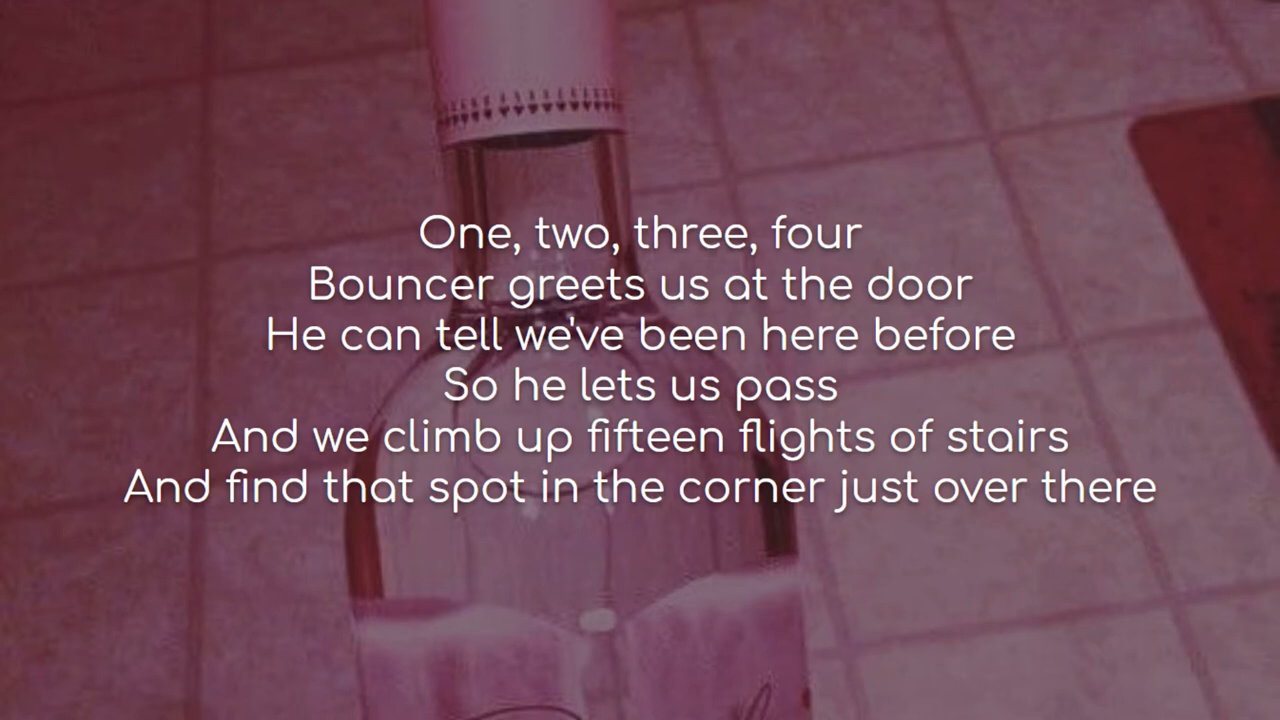 One, two, three, four
Bouncer greets us at the door
He can tell we've been here before
So he lets us pass
And we climb up fifteen flights of stairs
And find that spot in the corner just over there